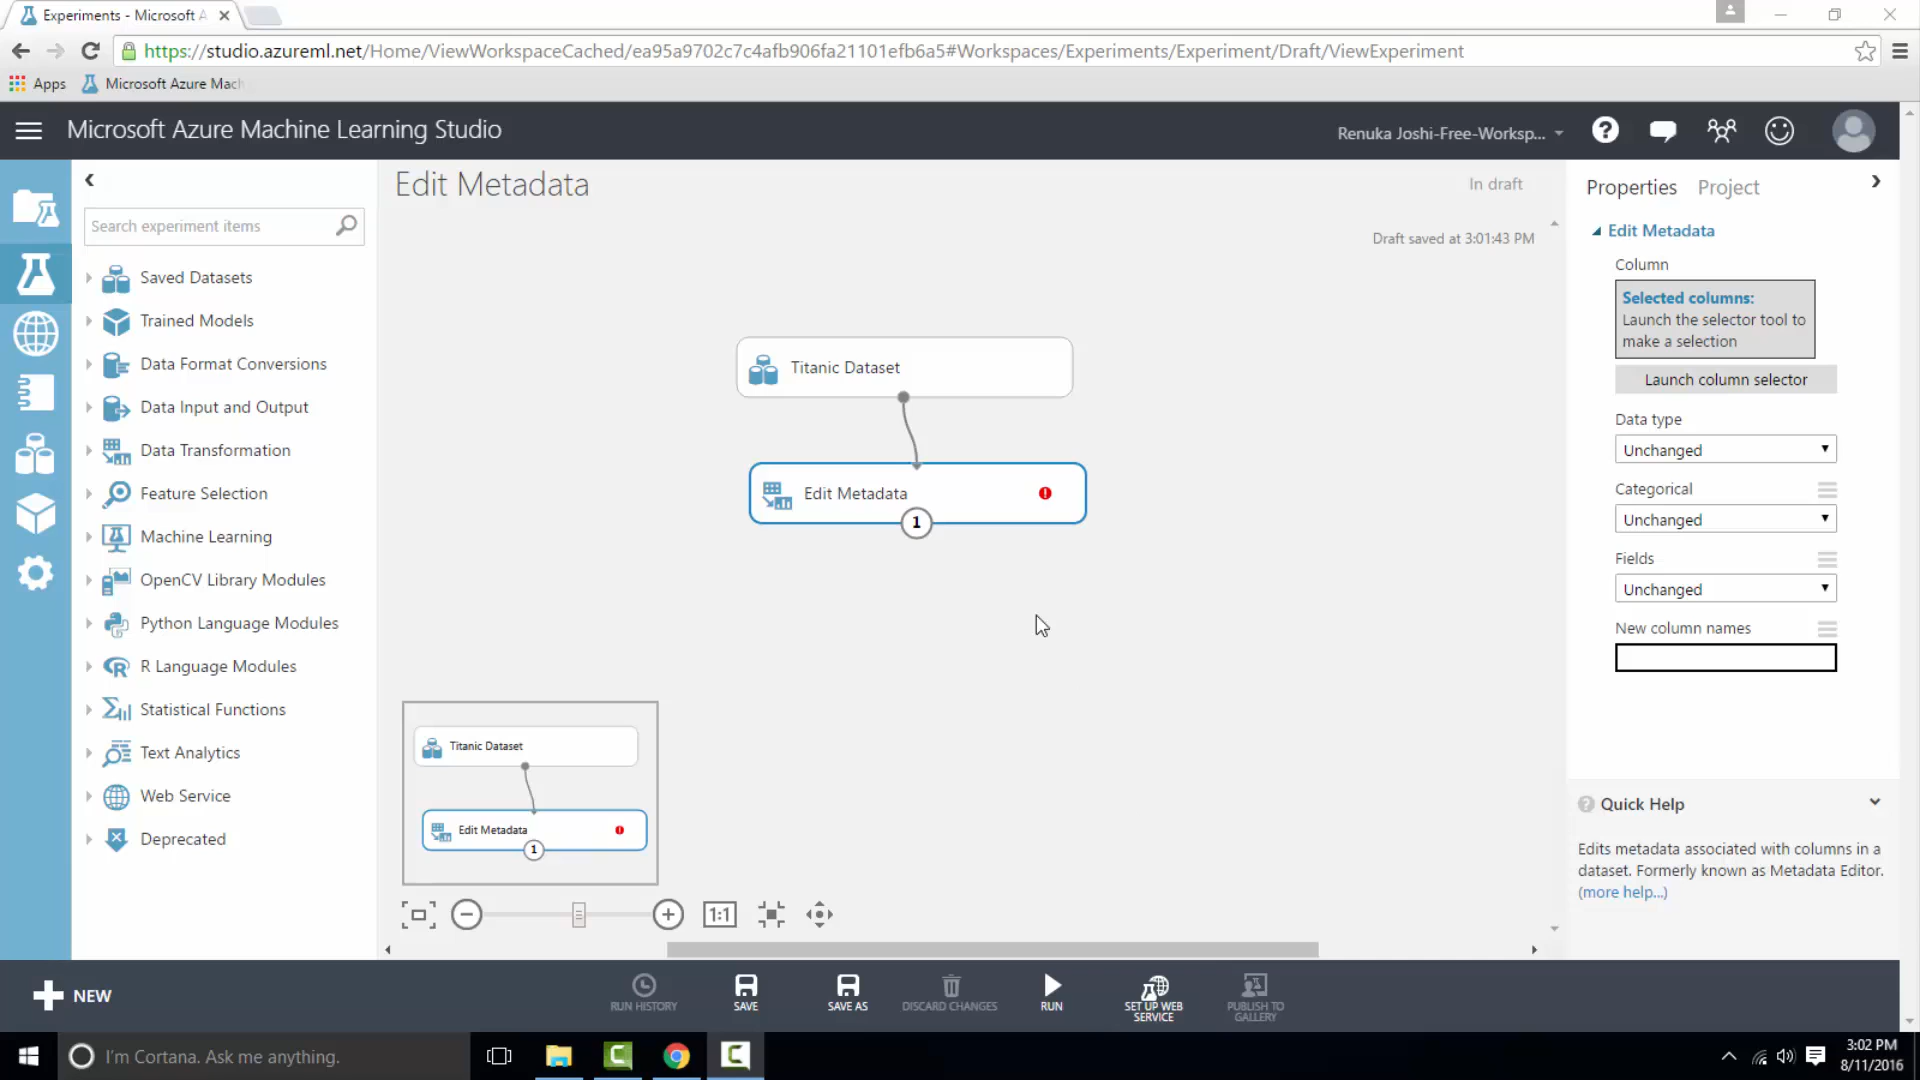 Experiments - Microsoft A
https://studio.azureml.net/Home/ViewWorkspaceCached/ea95a9702c7c4afb906fa21101efb6a5#Workspaces/Experiments/Experiment/Draft/ViewExperiment
Apps
Microsoft Azure Mach
Microsoft Azure Machine Learning Studio
Renuka Joshi-Free-Worksp...
Edit Metadata
In draft
Draft saved at 3:01:43 PM
Search experiment items
Saved Datasets
Trained Models
Data Format Conversions
Data Input and Output
Data Transformation
Feature Selection
Machine Learning
OpenCV Library Modules
Python Language Modules
R Language Modules
Statistical Functions
Text Analytics
Web Service
Deprecated
Titanic Dataset
Edit Metadata
1
Titanic Dataset
Edit Metadata
1
1:1
Properties
Project
Edit Metadata
Column
Selected columns:
Launch the selector tool to
make a selection
Launch column selector
Data type
Unchanged
Categorical
Unchanged
Fields
Unchanged
New column names
Quick Help
Edits metadata associated with columns in a
dataset. Formerly known as Metadata Editor.
(more help...)
NEW
RUN HISTORY
SAVE
SAVE AS
DISCARD CHANGES
RUN
SET UP WEB
SERVICE
PUBLISH TO
GALLERY
I'm Cortana. Ask me anything.
3:02 PM
8/11/2016